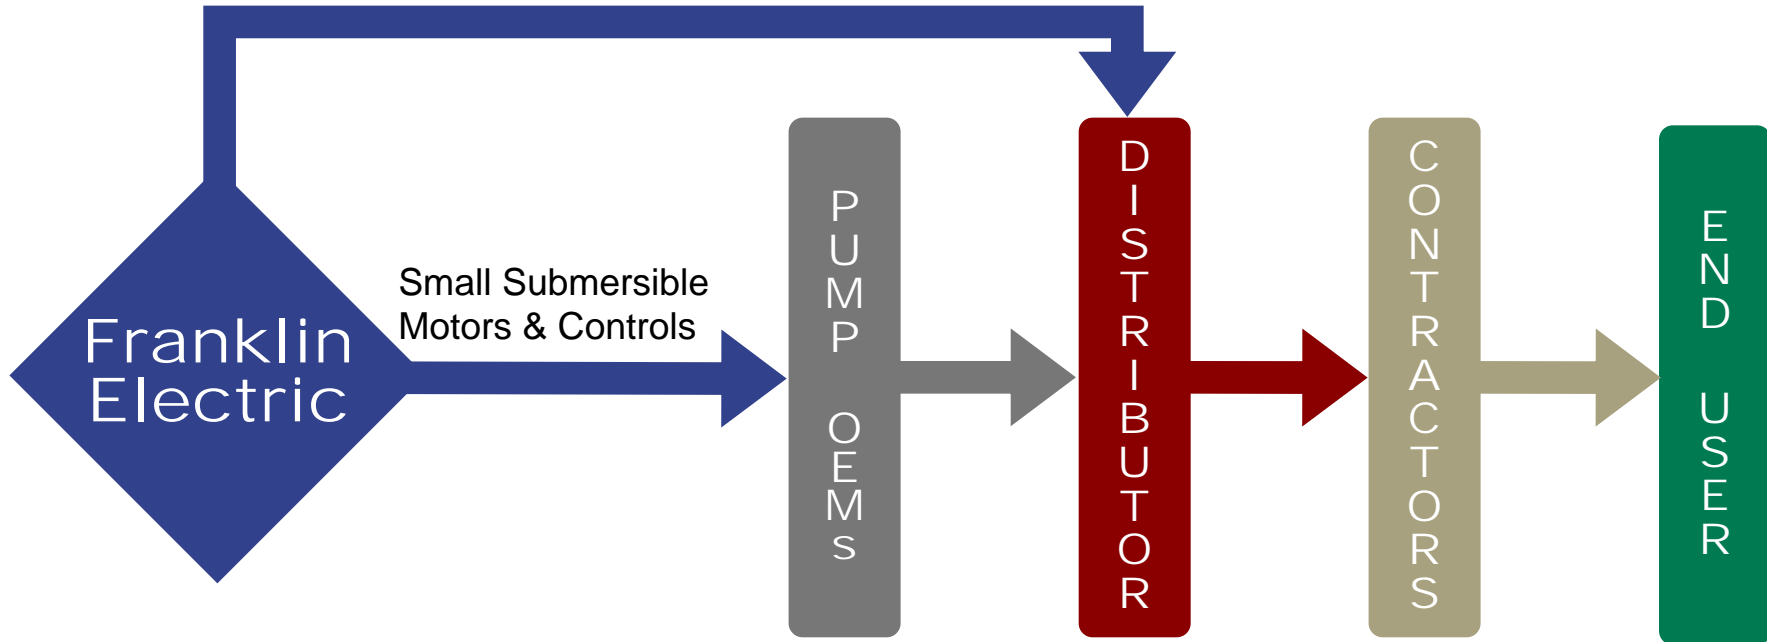 Franklin
Electric
Small Submersible
Motors & Controls
PUMP OEMs
DISTRIBUTOR
CONTRACTORS
END USER